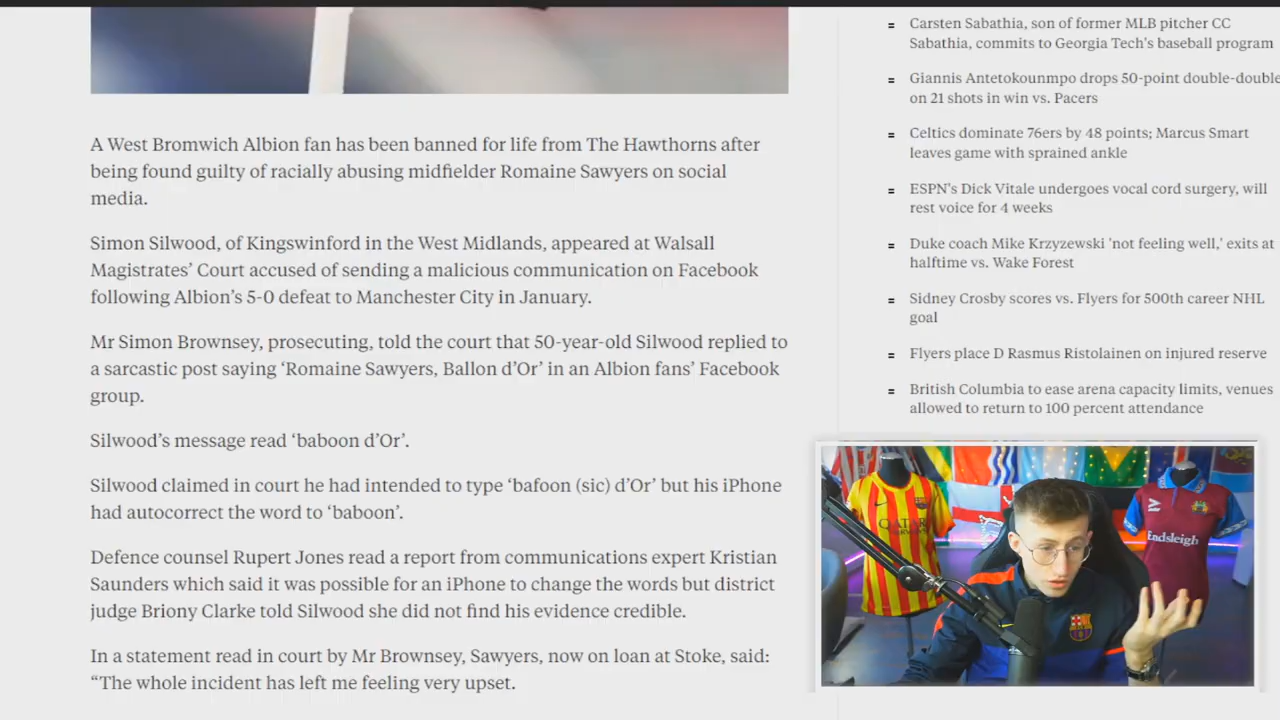 A West Bromwich Albion fan has been banned for life from The Hawthorns after
being found guilty of racially abusing midfielder Romaine Sawyers on social
media.
Simon Silwood, of Kingswinford in the West Midlands, appeared at Walsall
Magistrates’ Court accused of sending a malicious communication on Facebook
following Albion’s 5-0 defeat to Manchester City in January.
Mr Simon Brownsey, prosecuting, told the court that 50-year-old Silwood replied to
a sarcastic post saying ‘Romaine Sawyers, Ballon d’Or’ in an Albion fans’ Facebook
group.
Silwood’s message read ‘baboon d’Or’.
Silwood claimed in court he had intended to type ‘bafoon (sic) d’Or’ but his iPhone
had autocorrect the word to ‘baboon’.
Defence counsel Rupert Jones read a report from communications expert Kristian
Saunders which said it was possible for an iPhone to change the words but district
judge Briony Clarke told Silwood she did not find his evidence credible.
In a statement read in court by Mr Brownsey, Sawyers, now on loan at Stoke, said:
“The whole incident has left me feeling very upset.
Carsten Sabathia, son of former MLB pitcher CC
Sabathia, commits to Georgia Tech's baseball program
Giannis Antetokounmpo drops 50-point double-double
on 21 shots in win vs. Pacers
Celtics dominate 76ers by 48 points; Marcus Smart
leaves game with sprained ankle
ESPN's Dick Vitale undergoes vocal cord surgery, will
rest voice for 4 weeks
Duke coach Mike Krzyzewski 'not feeling well,' exits at
halftime vs. Wake Forest
Sidney Crosby scores vs. Flyers for 500th career NHL
goal
Flyers place D Rasmus Ristolainen on injured reserve
British Columbia to ease arena capacity limits, venues
allowed to return to 100 percent attendance
QATAR
Endsleigh